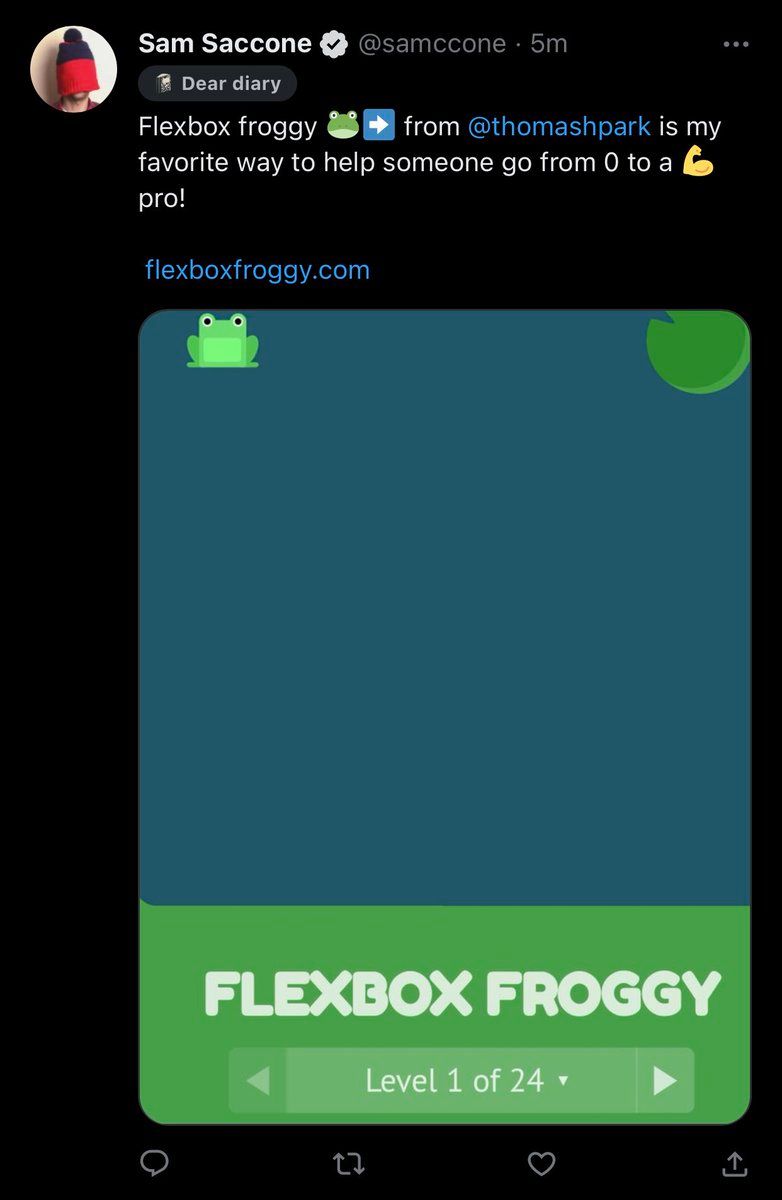 Sam Saccone @samccone · 5m
Dear diary
Flexbox froggy 🐸➡️ from @thomashpark is my
favorite way to help someone go from 0 to a 💪
pro!
flexboxfroggy.com
FLEXBOX FROGGY
Level 1 of 24 ▾